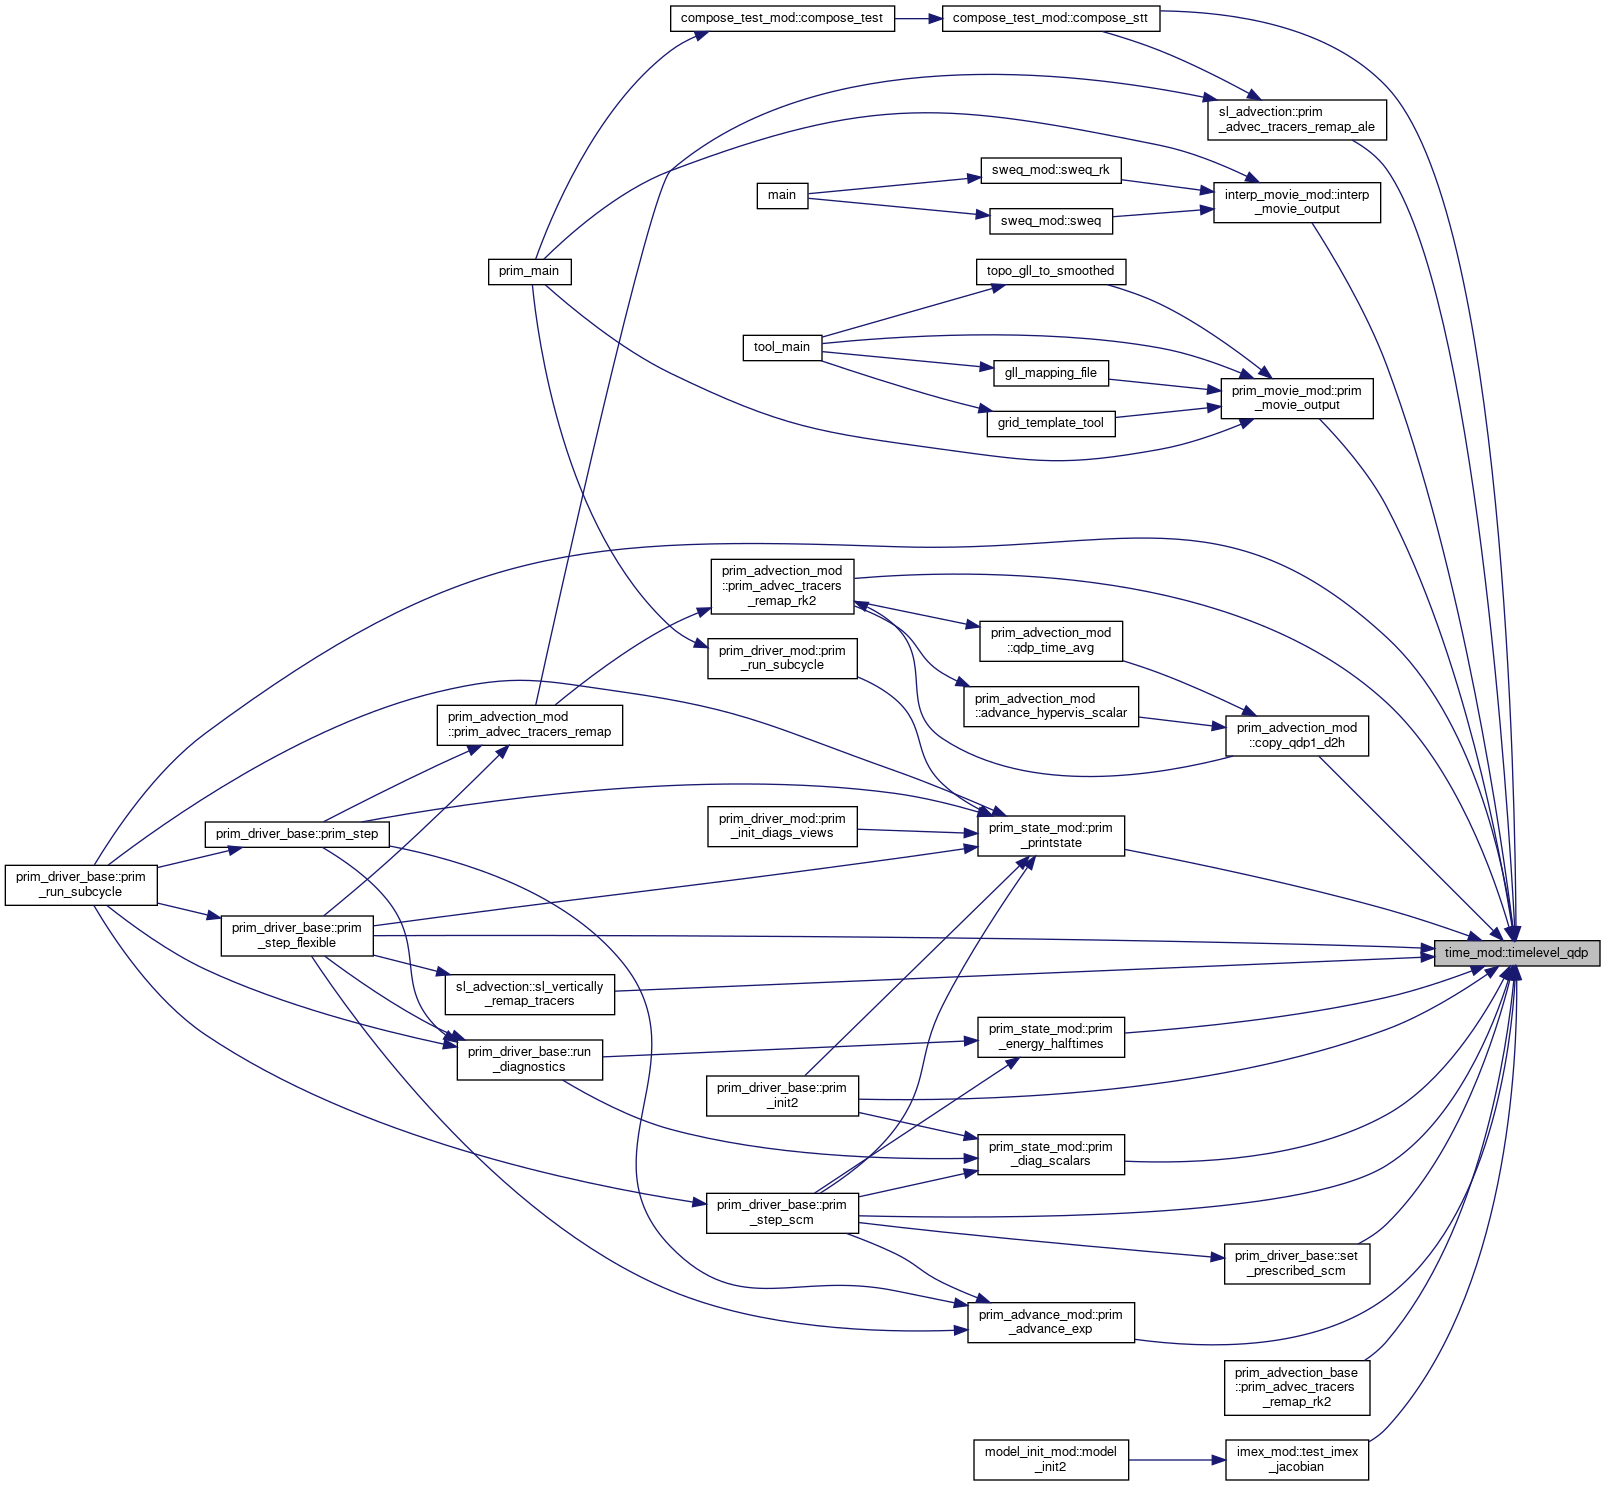 compose_test_mod::compose_test
compose_test_mod::compose_stt
sl_advection::prim
_advec_tracers_remap_ale
sweq_mod::sweq_rk
main
interp_movie_mod::interp
_movie_output
sweq_mod::sweq
prim_main
topo_gll_to_smoothed
tool_main
gll_mapping_file
prim_movie_mod::prim
_movie_output
grid_template_tool
prim_advection_mod
::prim_advec_tracers
_remap_rk2
prim_advection_mod
::qdp_time_avg
prim_driver_mod::prim
_run_subcycle
prim_advection_mod
::advance_hypervis_scalar
prim_advection_mod
::prim_advec_tracers_remap
prim_advection_mod
::copy_qdp1_d2h
prim_driver_base::prim_step
prim_driver_mod::prim
_init_diags_views
prim_state_mod::prim
_printstate
prim_driver_base::prim
_run_subcycle
prim_driver_base::prim
_step_flexible
time_mod::timelevel_qdp
sl_advection::sl_vertically
_remap_tracers
prim_state_mod::prim
_energy_halftimes
prim_driver_base::run
_diagnostics
prim_driver_base::prim
_init2
prim_state_mod::prim
_diag_scalars
prim_driver_base::prim
_step_scm
prim_driver_base::set
_prescribed_scm
prim_advance_mod::prim
_advance_exp
prim_advection_base
::prim_advec_tracers
_remap_rk2
model_init_mod::model
_init2
imex_mod::test_imex
_jacobian